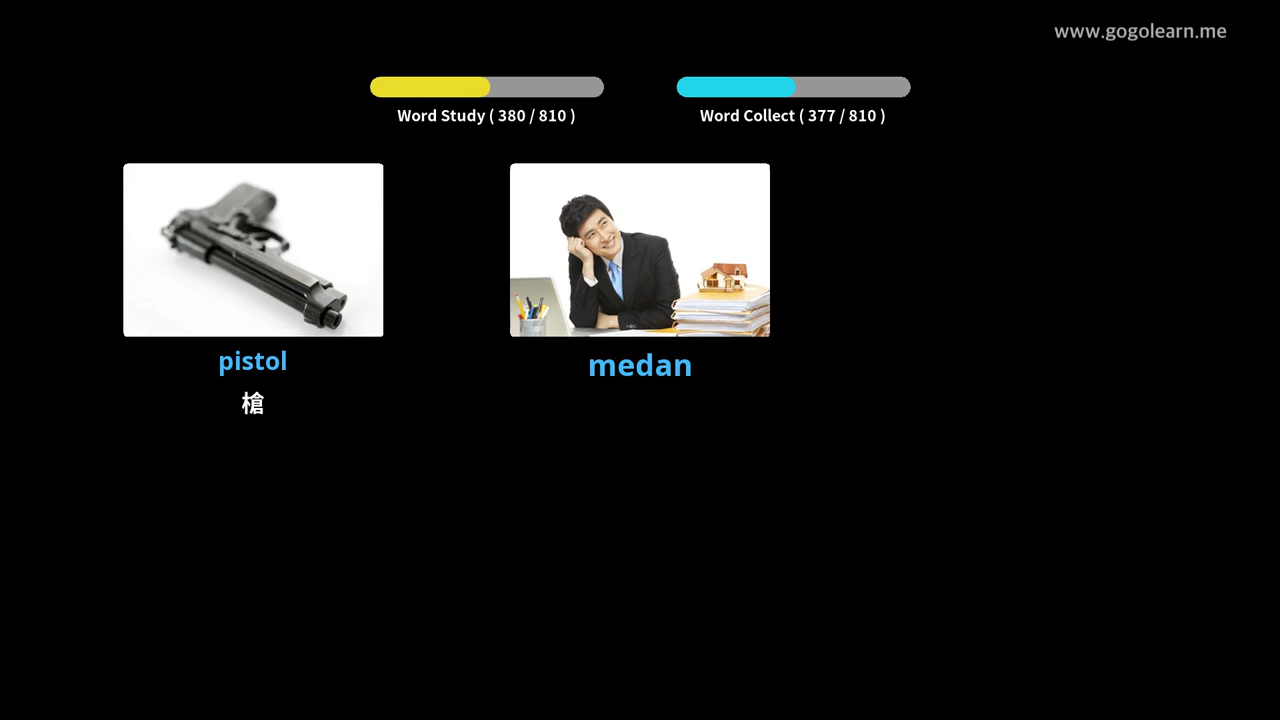 www.gogolearn.me
Word Study ( 380 / 810 )
Word Collect ( 377 / 810 )
pistol
槍
medan